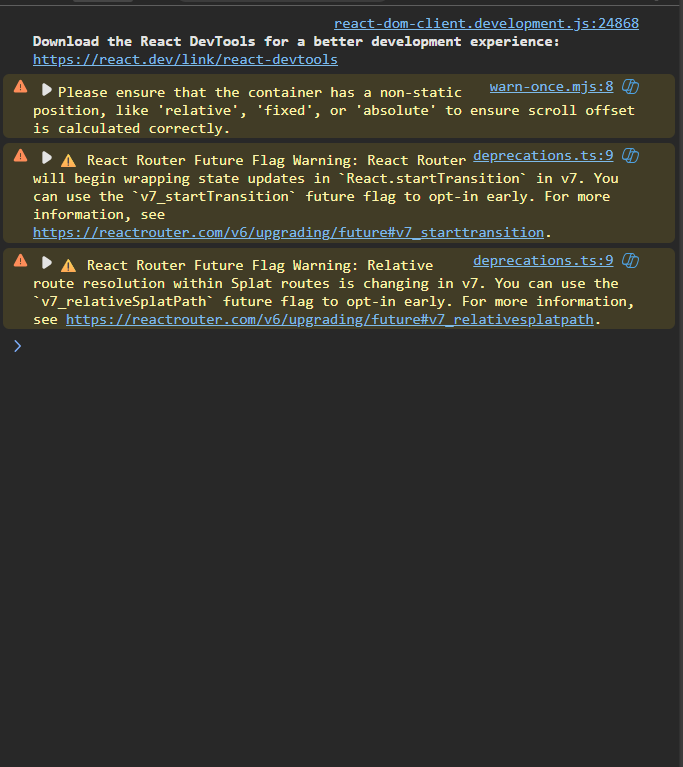 react-dom-client.development.js:24868
Download the React DevTools for a better development experience:
https://react.dev/link/react-devtools
Please ensure that the container has a non-static warn-once.mjs:8
position, like 'relative', 'fixed', or 'absolute' to ensure scroll offset
is calculated correctly.
React Router Future Flag Warning: React Router deprecations.ts:9
will begin wrapping state updates in `React.startTransition` in v7. You
can use the `v7_startTransition` future flag to opt-in early. For more
information, see
https://reactrouter.com/v6/upgrading/future#v7_starttransition.
React Router Future Flag Warning: Relative deprecations.ts:9
route resolution within Splat routes is changing in v7. You can use the
`v7_relativeSplatPath` future flag to opt-in early. For more information,
see https://reactrouter.com/v6/upgrading/future#v7_relativesplatpath.